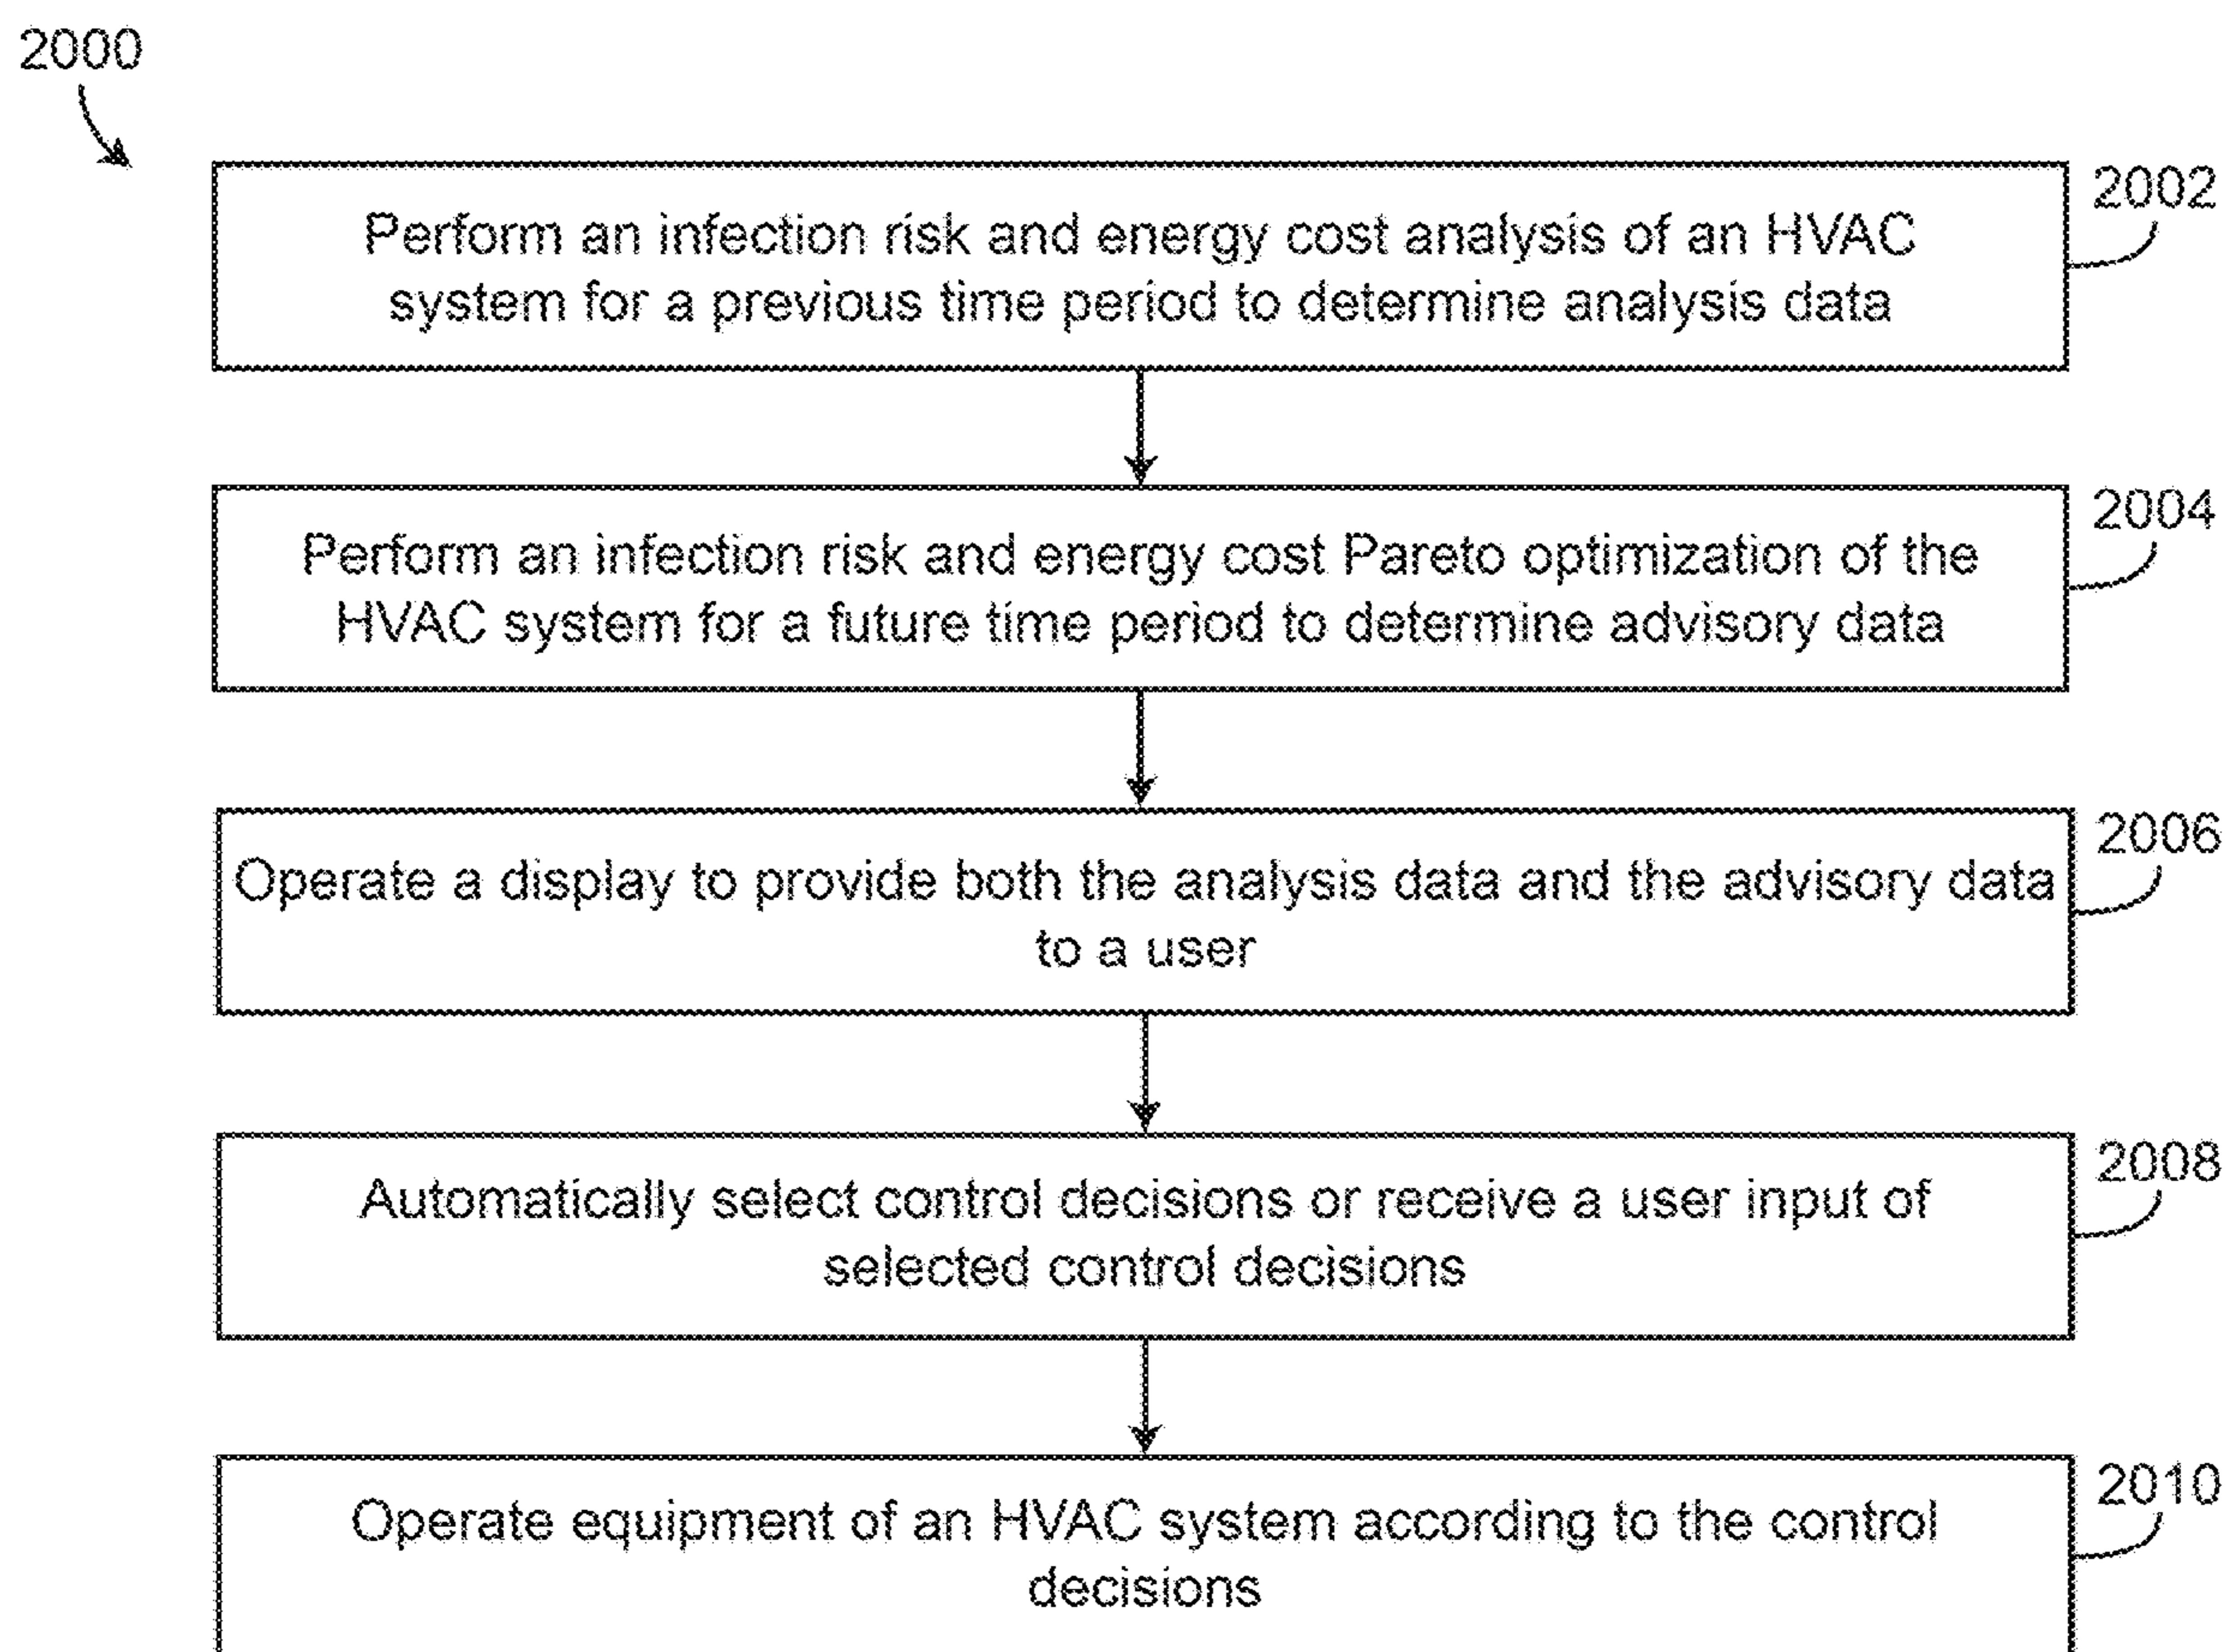 2000
2002
Perform an infection risk and energy cost analysis of an HVAC
system for a previous time period to determine analysis data
2004
Perform an infection risk and energy cost Pareto optimization of the
HVAC system for a future time period to determine advisory data
2006
Operate a display to provide both the analysis data and the advisory data
to a user
2008
Automatically select control decisions or receive a user input of
selected control decisions
2010
Operate equipment of an HVAC system according to the control
decisions